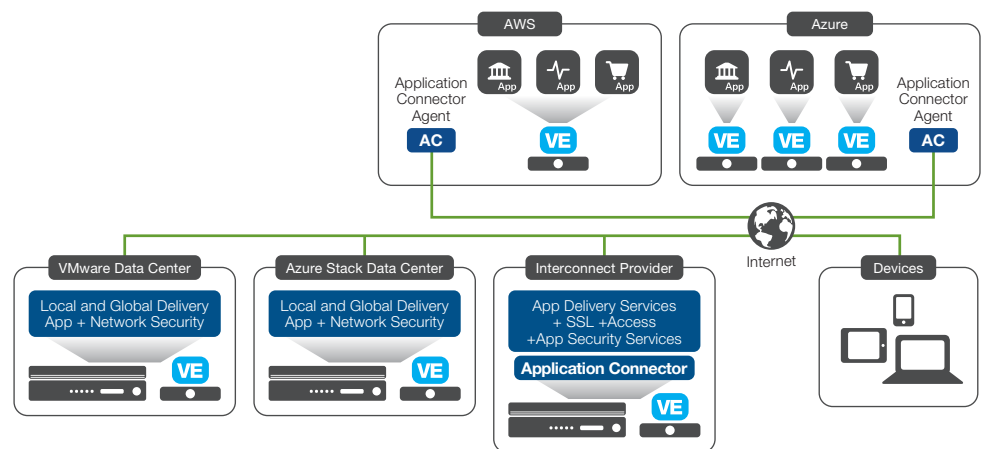 AWS
Application
Connector
Agent
AC
App
App
App
VE
Azure
App
App
App
VE
VE
VE
Application
Connector
Agent
AC
Internet
VMware Data Center
Local and Global Delivery
App + Network Security
VE
Azure Stack Data Center
Local and Global Delivery
App + Network Security
VE
Interconnect Provider
App Delivery Services
+ SSL +Access
+App Security Services
Application Connector
VE
Devices